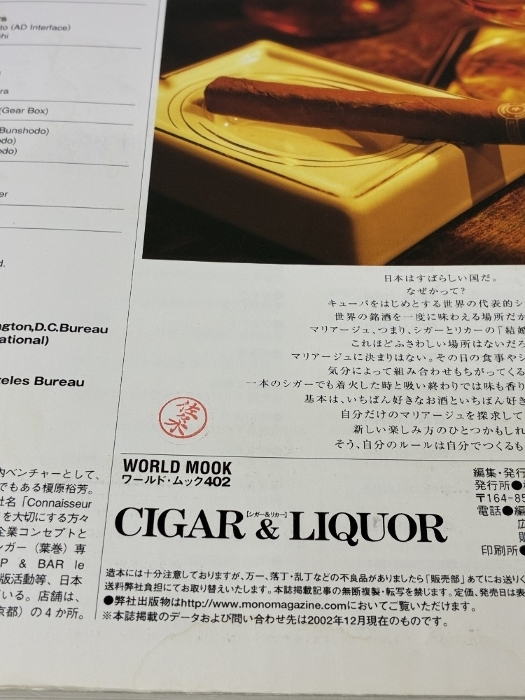 to (AD Interface)
(Gear Box)
Bunshodo)
do)
do)
gton,D.C.Bureau
ational)
eles Bureau
日本はすばらしい国だ。
なぜかって?
キューバをはじめとする世界の代表的シ
世界の銘酒を一度に味わえる場所だか
マリアージュ、つまり、シガーとリカーの「結婚
これほどふさわしい場所はないだろ
マリアージュに決まりはない。その日の食事やシ
気分によって組み合わせもちがってくる
一本のシガーでも着火した時と吸い終わりでは味も香り
基本は、いちばん好きなお酒といちばん好き
自分だけのマリアージュを探求して
新しい楽しみ方のひとつかもしれ
そう、自分のルールは自分でつくるも
佐々木
内ベンチャーとして、
でもある榎原裕芳。
社名「Connaisseur
を大切にする方々
企業コンセプトと
シガー(葉巻)専
P & BAR le
版活動等、日本
いる。店舗は、
京都)の4か所。
WORLD MOOK
ワールド・ムック402
[シガー&リカー]
CIGAR & LIQUOR
編集・発行
発行所●
〒164-85
電話●編
広
販
印刷所●
造本には十分注意しておりますが、万一、落丁・乱丁などの不良品がありましたら「販売部」あてにお送りく
送料弊社負担にてお取り替えいたします。本誌掲載記事の無断複製・転写を禁じます。定価、発売日は表
●弊社出版物はhttp://www.monomagazine.comにおいてご覧いただけます。
※本誌掲載のデータおよび問い合わせ先は2002年12月現在のものです。